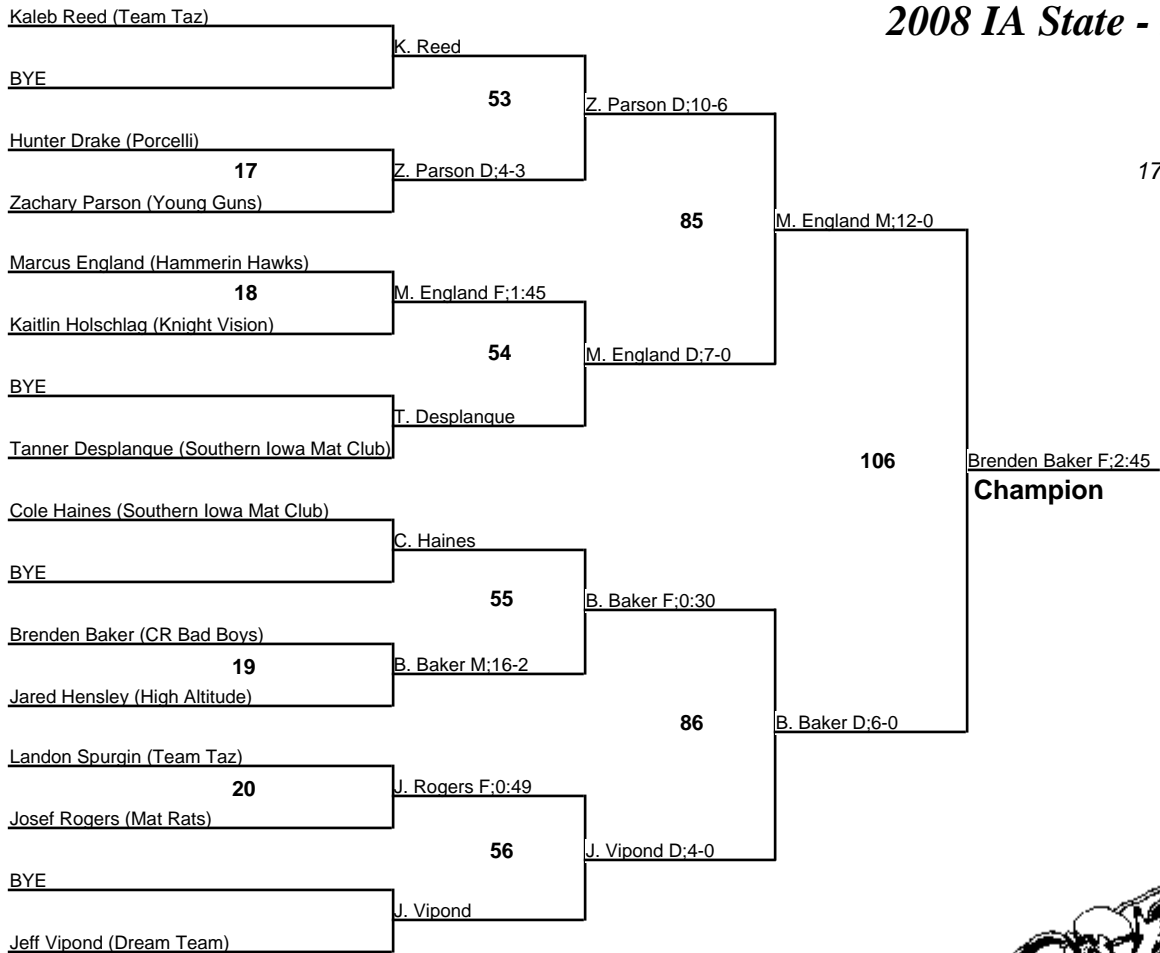 2008 IA State -
17
Kaleb Reed (Team Taz)
K. Reed
BYE
53
Z. Parson D;10-6
Hunter Drake (Porcelli)
17
Z. Parson D;4-3
Zachary Parson (Young Guns)
85
M. England M;12-0
Marcus England (Hammerin Hawks)
18
M. England F;1:45
Kaitlin Holschlag (Knight Vision)
54
M. England D;7-0
BYE
T. Desplanque
Tanner Desplanque (Southern Iowa Mat Club)
106
Brenden Baker F;2:45
Champion
Cole Haines (Southern Iowa Mat Club)
C. Haines
BYE
55
B. Baker F;0:30
Brenden Baker (CR Bad Boys)
19
B. Baker M;16-2
Jared Hensley (High Altitude)
86
B. Baker D;6-0
Landon Spurgin (Team Taz)
20
J. Rogers F;0:49
Josef Rogers (Mat Rats)
56
J. Vipond D;4-0
BYE
J. Vipond
Jeff Vipond (Dream Team)